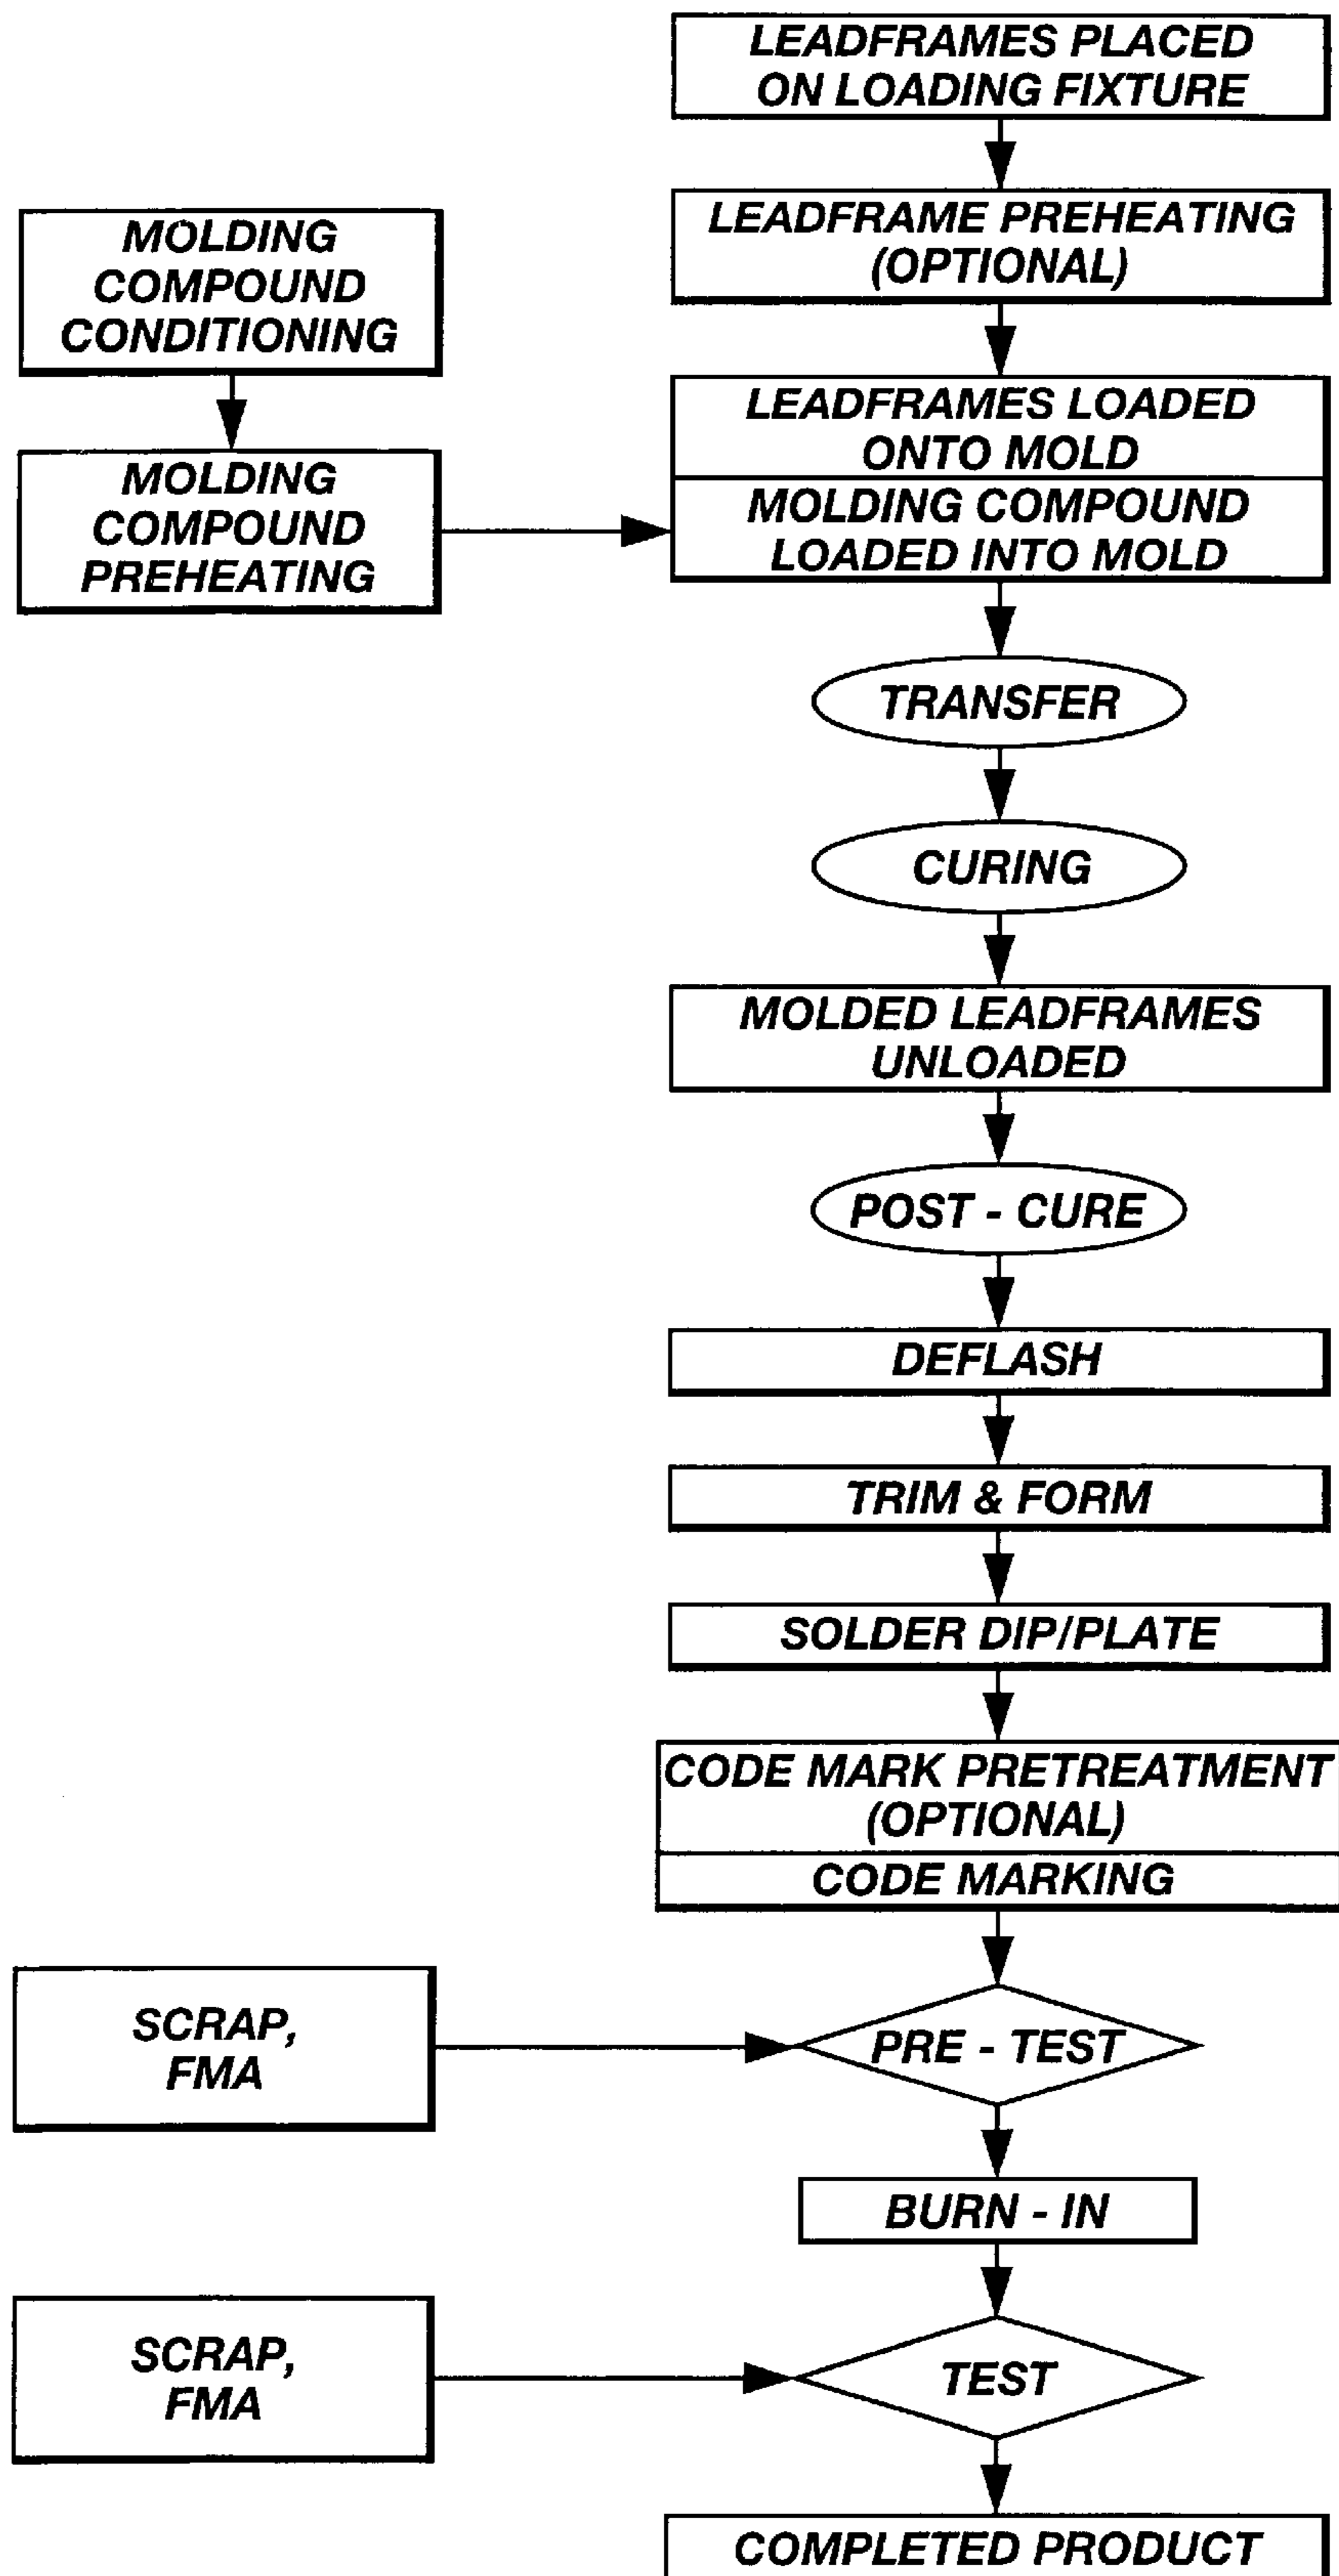 LEADFRAMES PLACED
ON LOADING FIXTURE
LEADFRAME PREHEATING
(OPTIONAL)
MOLDING
COMPOUND
CONDITIONING
LEADFRAMES LOADED
ONTO MOLD
MOLDING
COMPOUND
PREHEATING
MOLDING COMPOUND
LOADED INTO MOLD
TRANSFER
CURING
MOLDED LEADFRAMES
UNLOADED
POST - CURE
DEFLASH
TRIM & FORM
SOLDER DIP/PLATE
CODE MARK PRETREATMENT
(OPTIONAL)
CODE MARKING
SCRAP,
FMA
PRE - TEST
BURN - IN
SCRAP,
FMA
TEST
COMPLETED PRODUCT